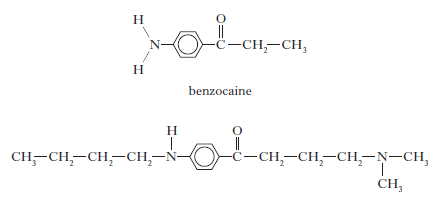 H
O
N C—CH₂—CH₃
H
benzocaine
H O
CH₃—CH₂—CH₂—CH₂—N C—CH₂—CH₂—CH₂—N—CH₃
CH₃